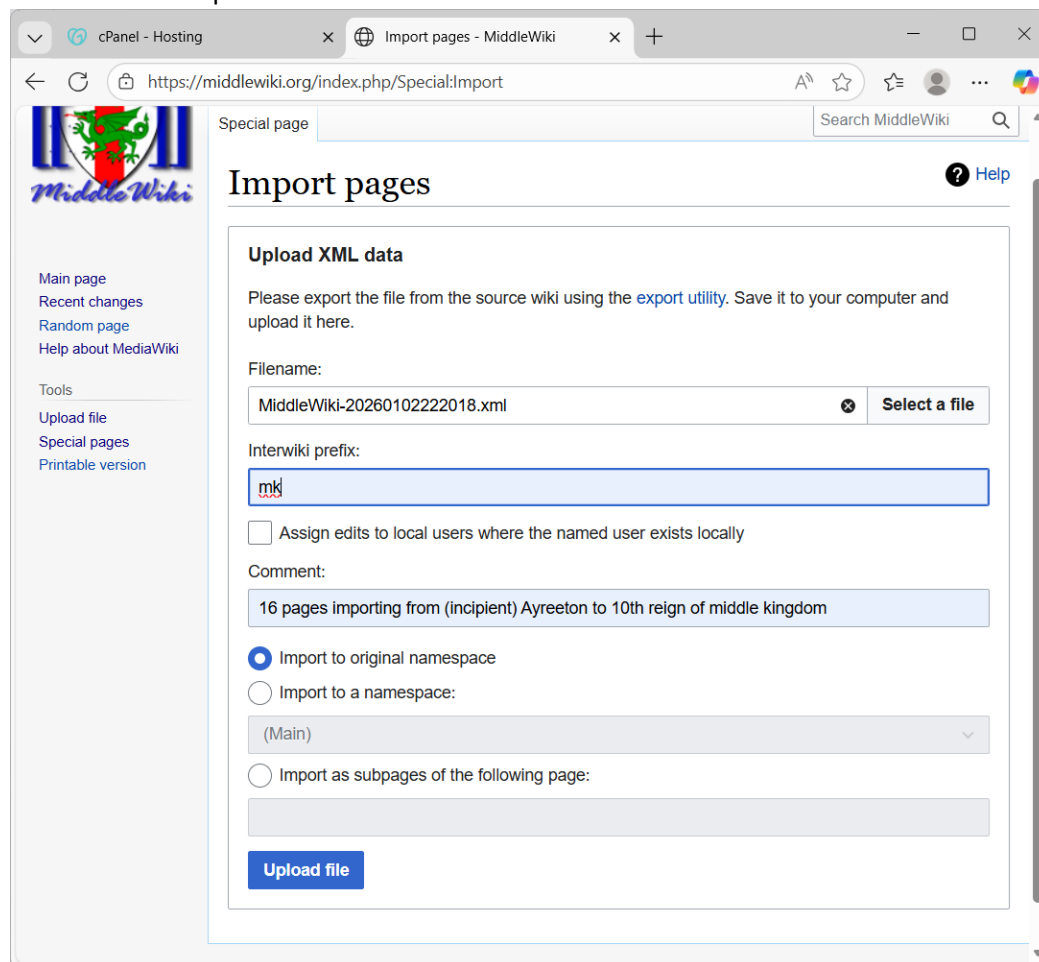 cPanel - Hosting
Import pages - MiddleWiki
https://middlewiki.org/index.php/Special:Import
MiddleWiki
Special page
Search MiddleWiki
Import pages
Help
Main page
Recent changes
Random page
Help about MediaWiki
Tools
Upload file
Special pages
Printable version
Upload XML data
Please export the file from the source wiki using the export utility. Save it to your computer and
upload it here.
Filename:
MiddleWiki-20260102222018.xml
Select a file
Interwiki prefix:
mk
Assign edits to local users where the named user exists locally
Comment:
16 pages importing from (incipient) Ayreeton to 10th reign of middle kingdom
Import to original namespace
Import to a namespace:
(Main)
Import as subpages of the following page:
Upload file